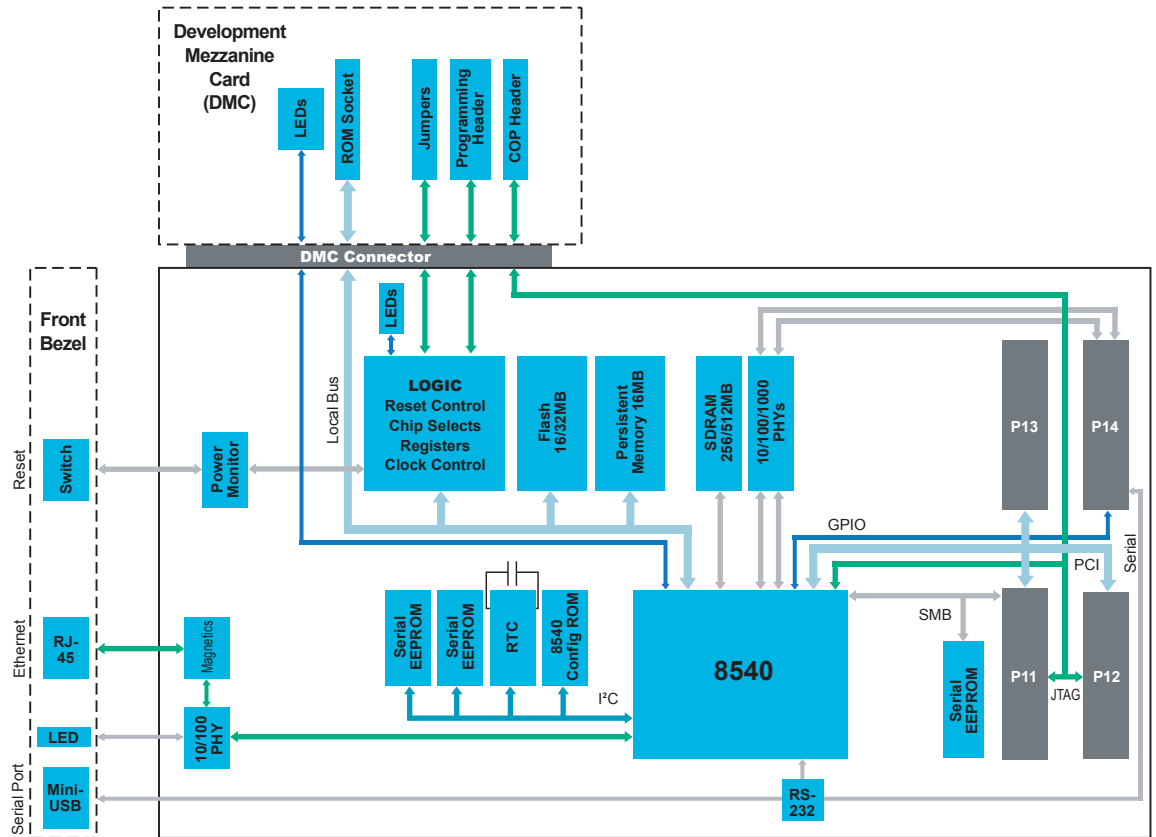 Development
Mezzanine
Card
(DMC)
LEDs
ROM Socket
Jumpers
Programming
Header
COP Header
DMC Connector
Front
Bezel
LEDs
Local Bus
LOGIC
Reset Control
Chip Selects
Registers
Clock Control
Flash
16/32MB
Persistent
Memory 16MB
SDRAM
256/512MB
10/100/1000
PHYs
P13
P14
Reset
Switch
Power
Monitor
GPIO
PCI
Serial
Ethernet
RJ-
45
Magnetics
Serial
EEPROM
Serial
EEPROM
RTC
8540
Config ROM
I²C
8540
SMB
Serial
EEPROM
P11
JTAG
P12
LED
10/100
PHY
Serial Port
Mini-
USB
RS-
232